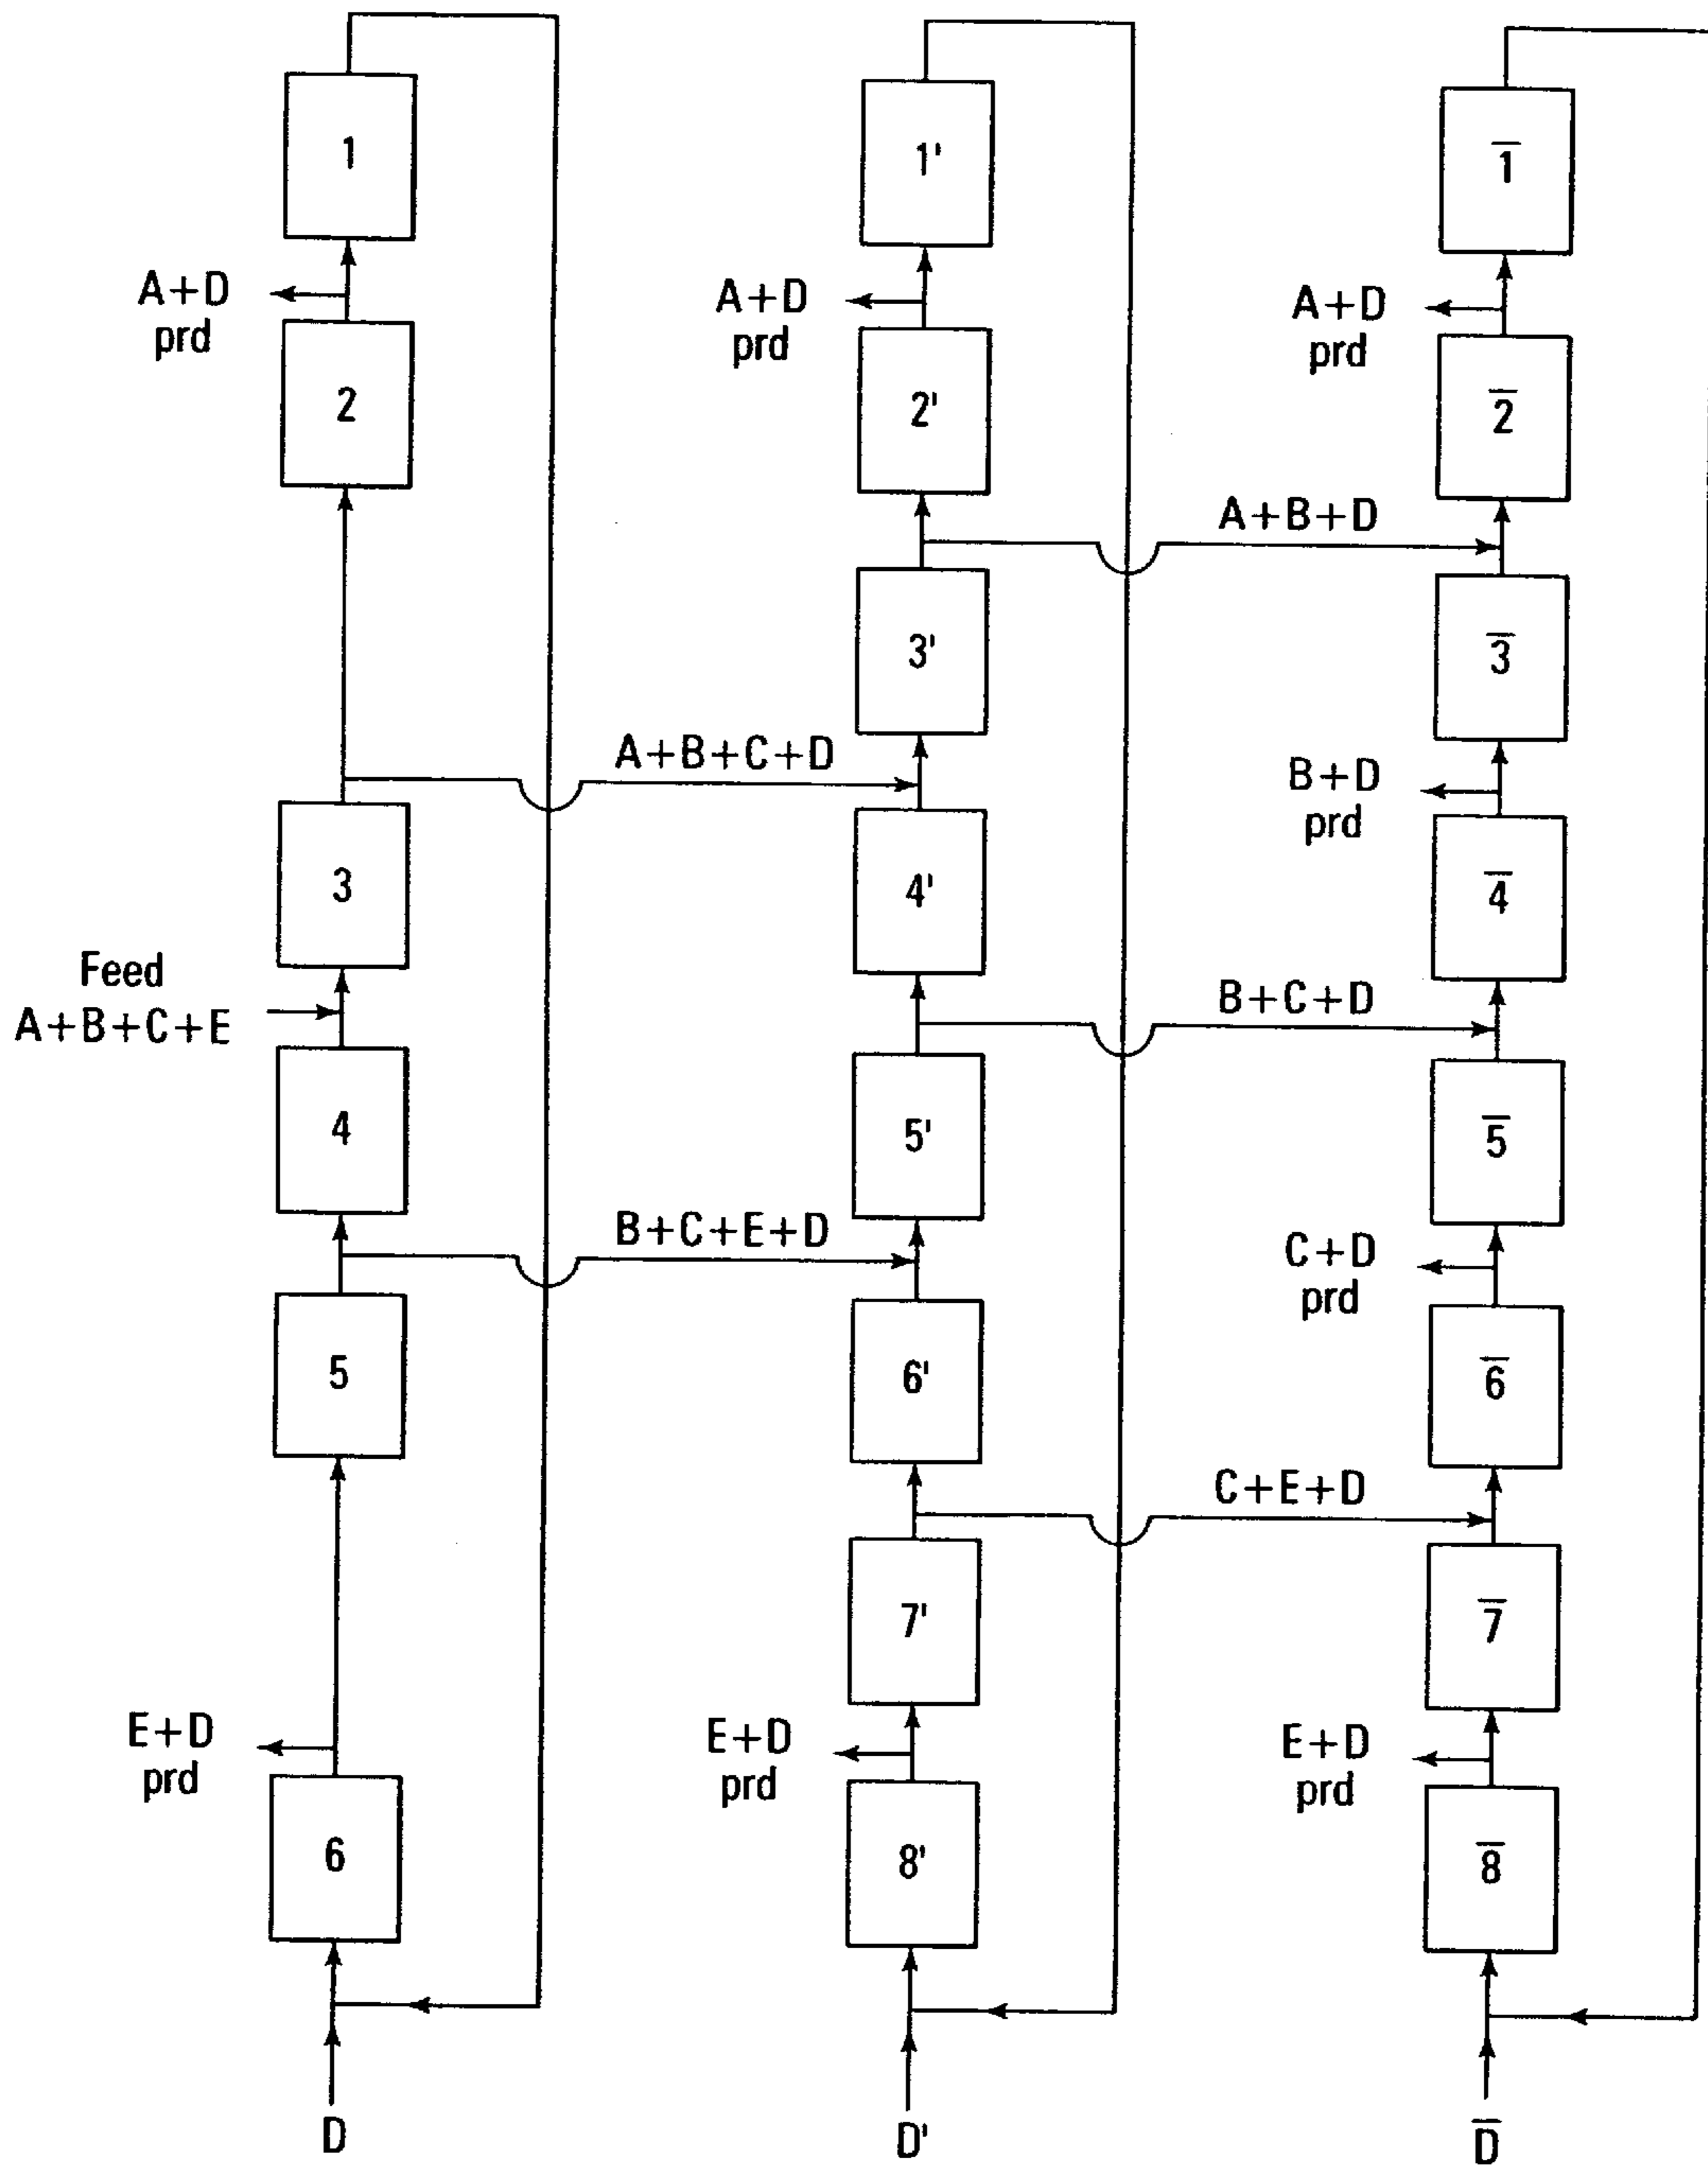 1
1'
1̅
A+D
prd
A+D
prd
A+D
prd
2
2'
2̅
A+B+D
3'
3̅
A+B+C+D
B+D
prd
3
4'
4̅
Feed
A+B+C+E
B+C+D
4
5'
5̅
B+C+E+D
C+D
prd
5
6'
6̅
C+E+D
7'
7̅
E+D
prd
E+D
prd
E+D
prd
6
8'
8̅
D
D'
D̅